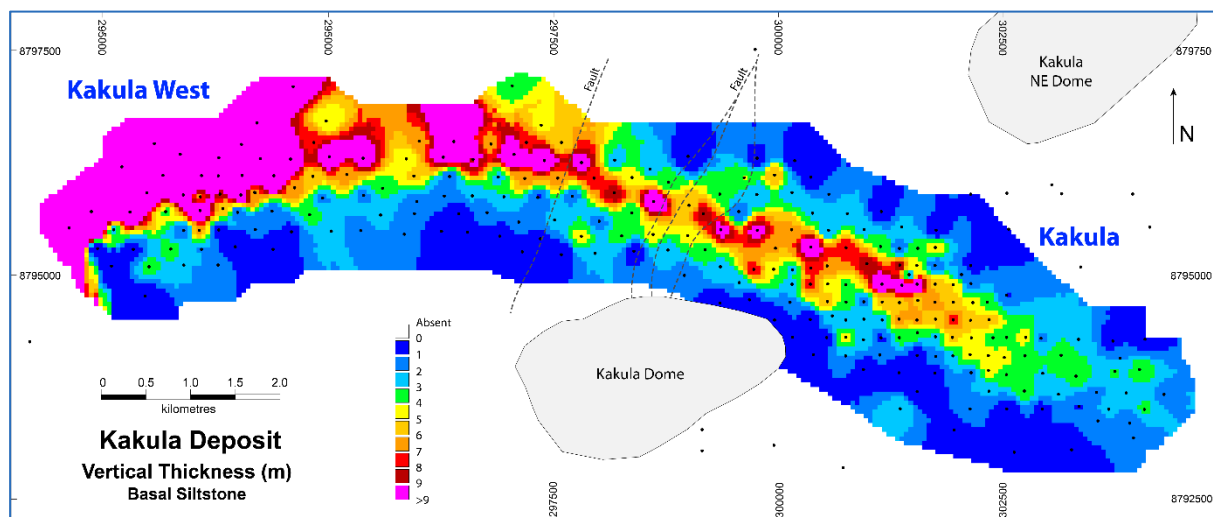 295000
295000
297500
300000
302500
8797500
8797500
Kakula
NE Dome
Kakula West
Fault
Fault
N
Kakula
8795000
8795000
Absent
0
1
2
3
4
5
6
7
8
9
>9
Kakula Dome
0.0 0.5 1.0 1.5 2.0
kilometres
Kakula Deposit
Vertical Thickness (m)
Basal Siltstone
297500
300000
302500
8792500